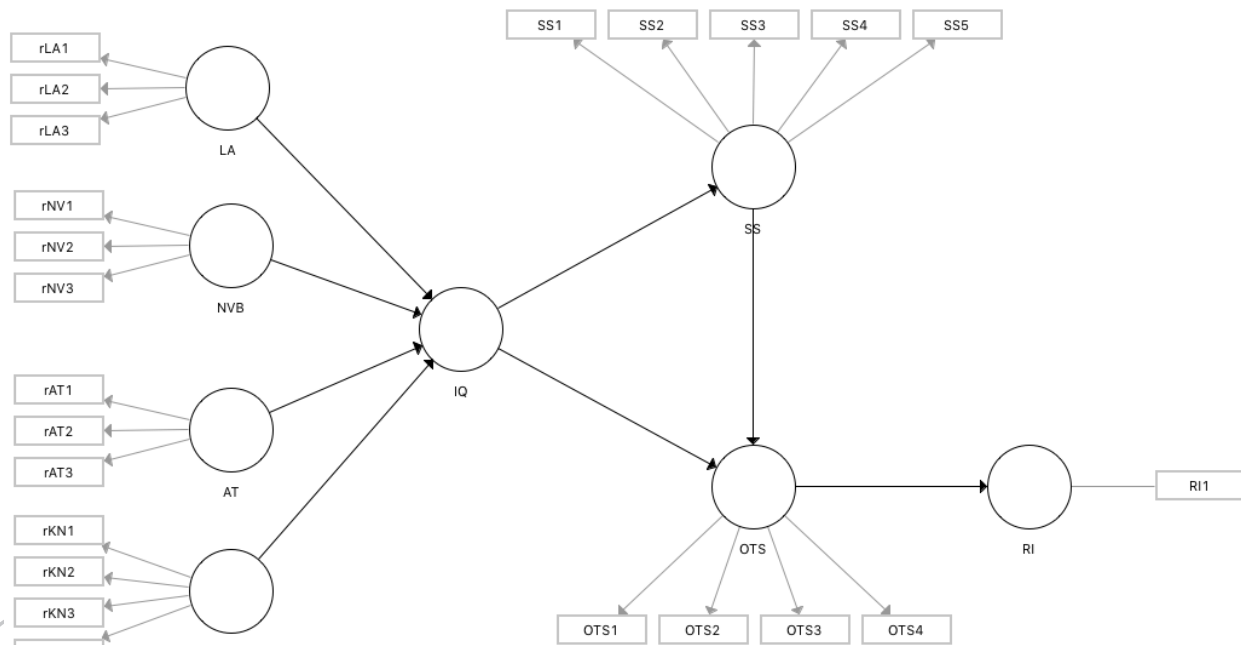 rLA1
rLA2
rLA3
LA
rNV1
rNV2
rNV3
NVB
rAT1
rAT2
rAT3
AT
rKN1
rKN2
rKN3
IQ
SS1
SS2
SS3
SS4
SS5
SS
OTS
OTS1
OTS2
OTS3
OTS4
RI
RI1